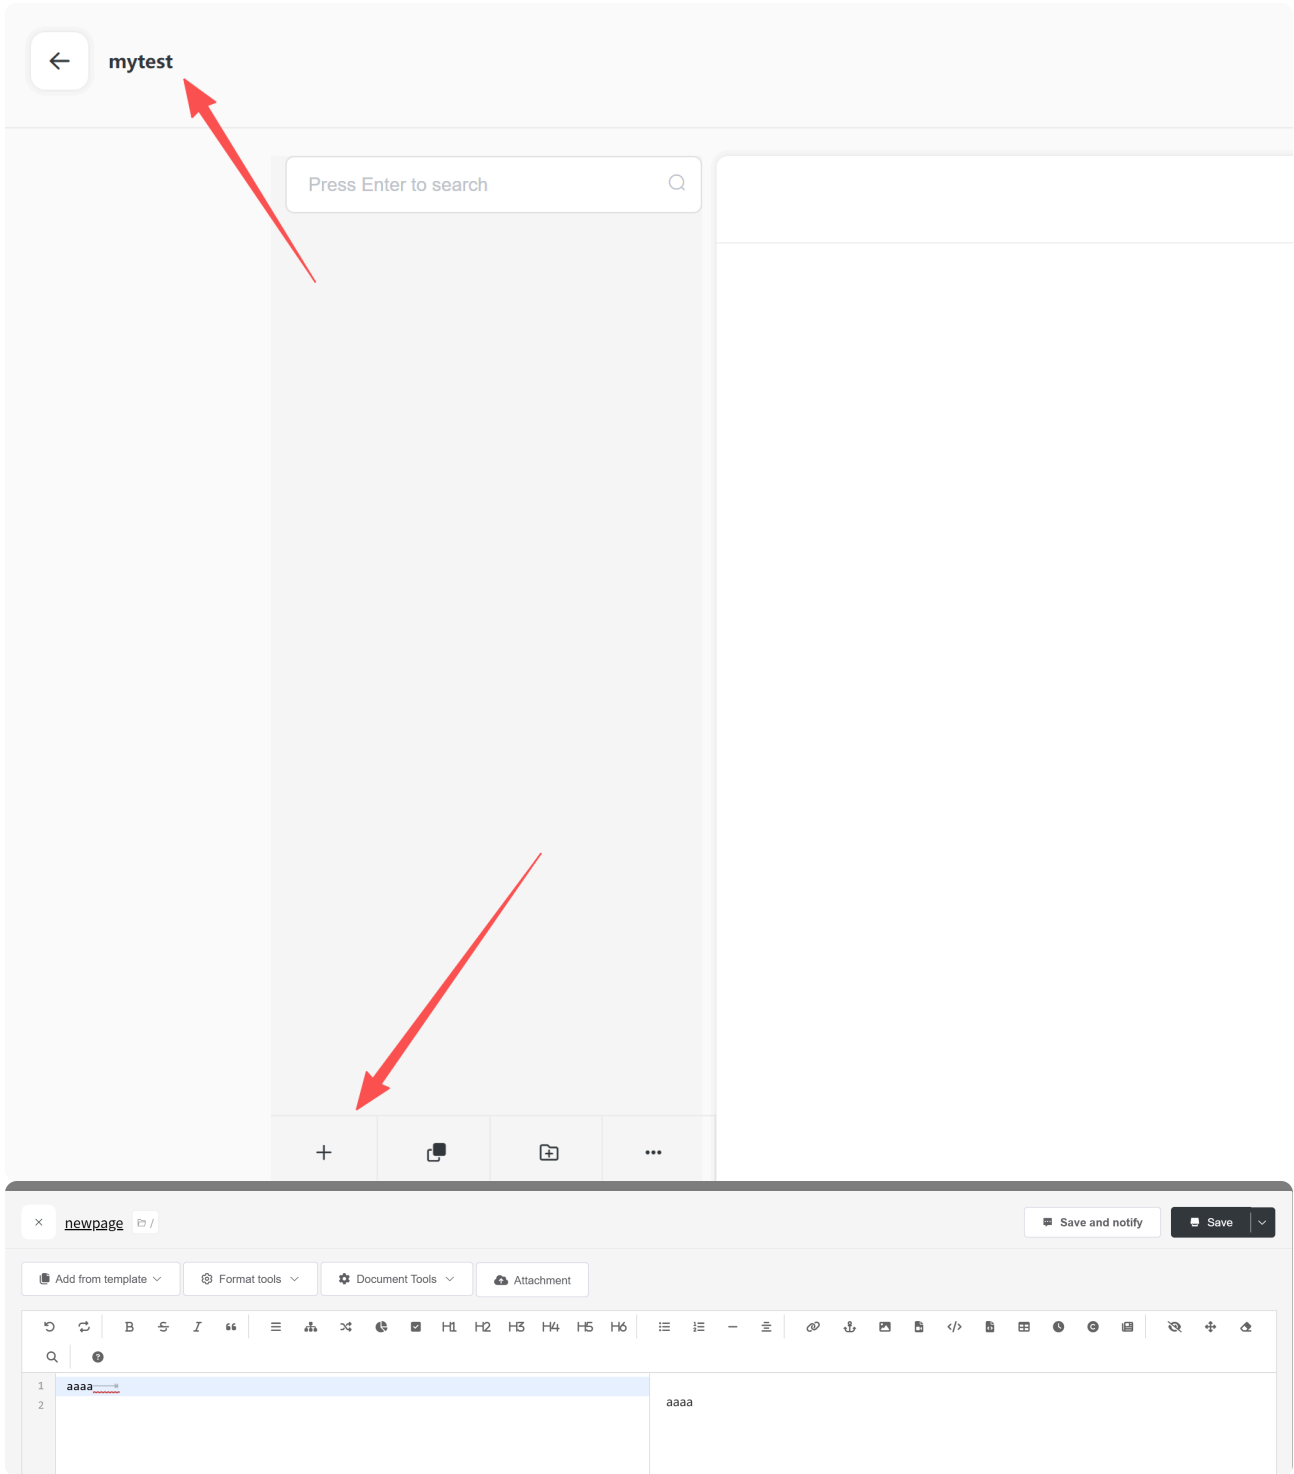 mytest
Press Enter to search
newpage /
Save and notify Save
Add from template Format tools Document Tools Attachment
B S I H1 H2 H3 H4 H5 H6
1 aaaa
aaaa
2